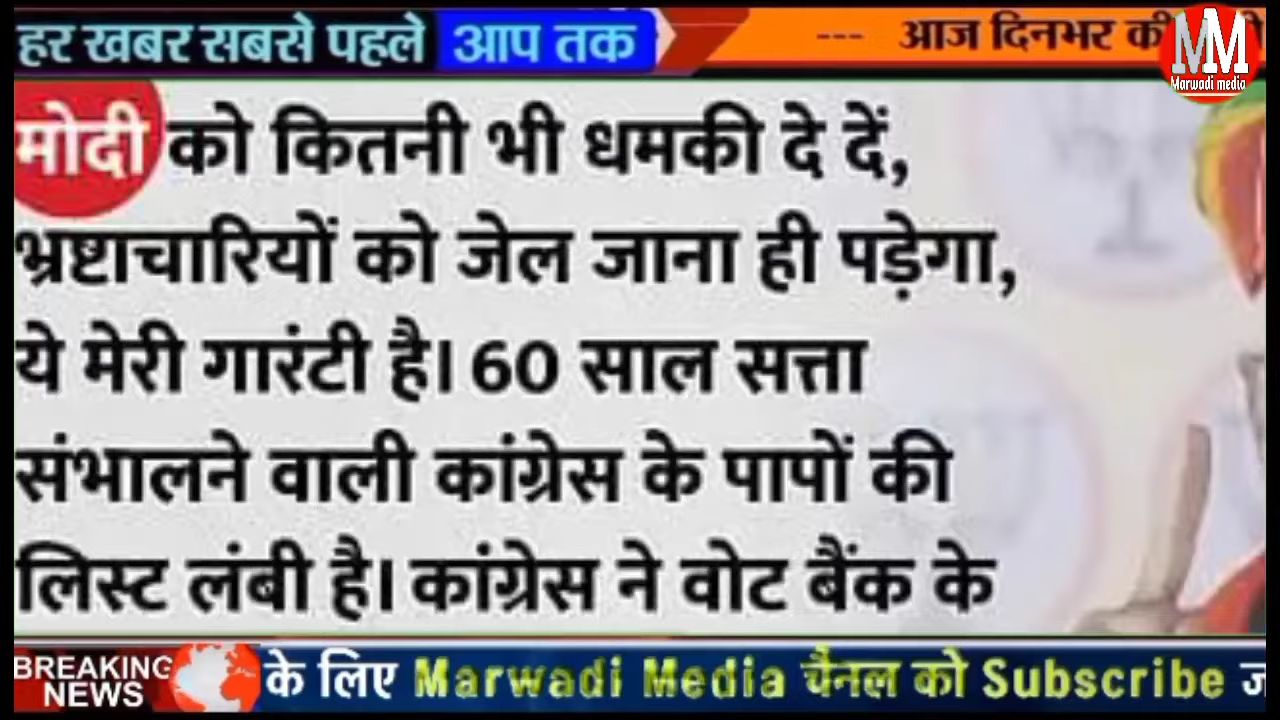 हर खबर सबसे पहले आप तक
--- आज दिनभर की
MM
Marwadi media
मोदी को कितनी भी धमकी दे दें,
भ्रष्टाचारियों को जेल जाना ही पड़ेगा,
ये मेरी गारंटी है। 60 साल सत्ता
संभालने वाली कांग्रेस के पापों की
लिस्ट लंबी है। कांग्रेस ने वोट बैंक के
BREAKING
NEWS
के लिए Marwadi Media चैनल को Subscribe